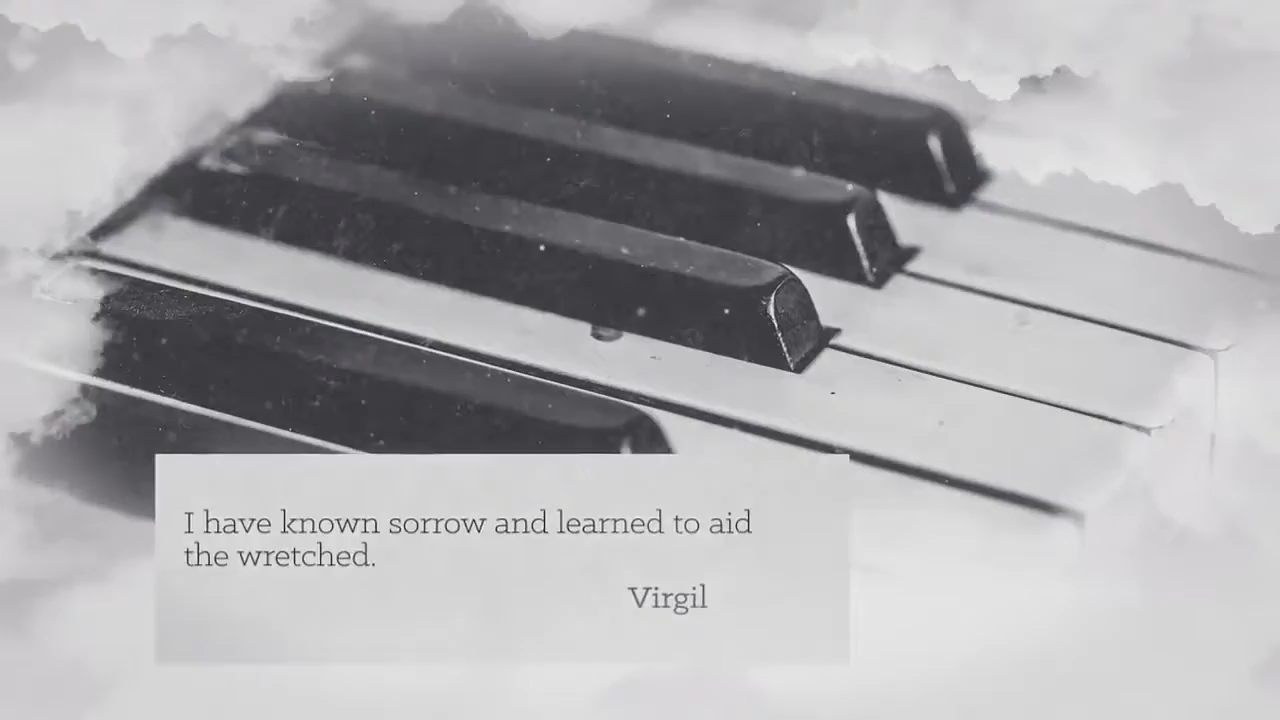 I have known sorrow and learned to aid
the wretched.
Virgil